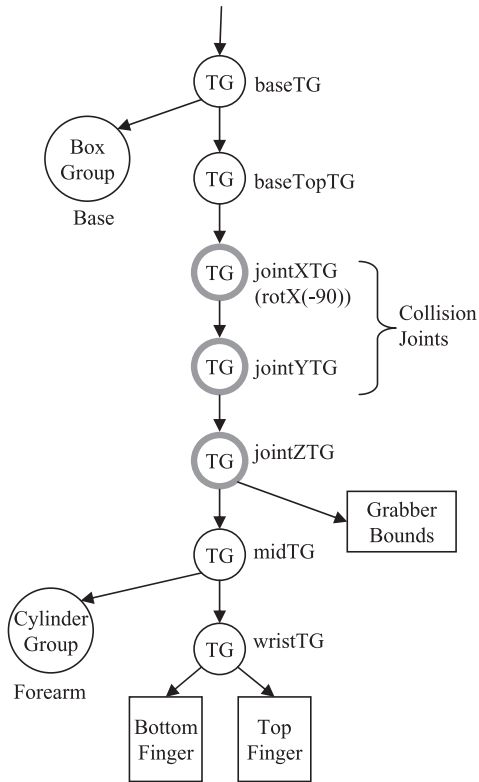 TG baseTG
Box
Group
Base
TG baseTopTG
TG jointXTG
(rotX(-90))
Collision
Joints
TG jointYTG
TG jointZTG
Grabber
Bounds
TG midTG
Cylinder
Group
Forearm
TG wristTG
Bottom
Finger
Top
Finger